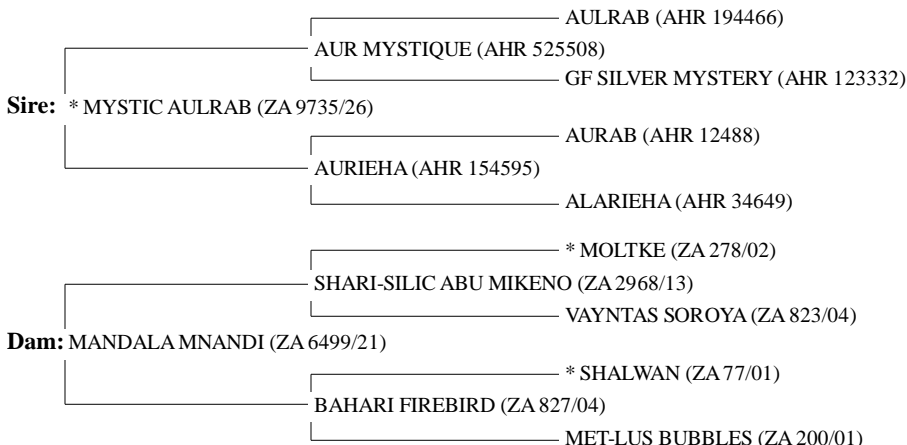 AULRAB (AHR 194466)
AUR MYSTIQUE (AHR 525508)
GF SILVER MYSTERY (AHR 123332)
Sire: * MYSTIC AULRAB (ZA 9735/26)
AURAB (AHR 12488)
AURIEHA (AHR 154595)
ALARIEHA (AHR 34649)
* MOLTKE (ZA 278/02)
SHARI-SILIC ABU MIKENO (ZA 2968/13)
VAYNTAS SOROYA (ZA 823/04)
Dam: MANDALA MNANDI (ZA 6499/21)
* SHALWAN (ZA 77/01)
BAHARI FIREBIRD (ZA 827/04)
MET-LUS BUBBLES (ZA 200/01)